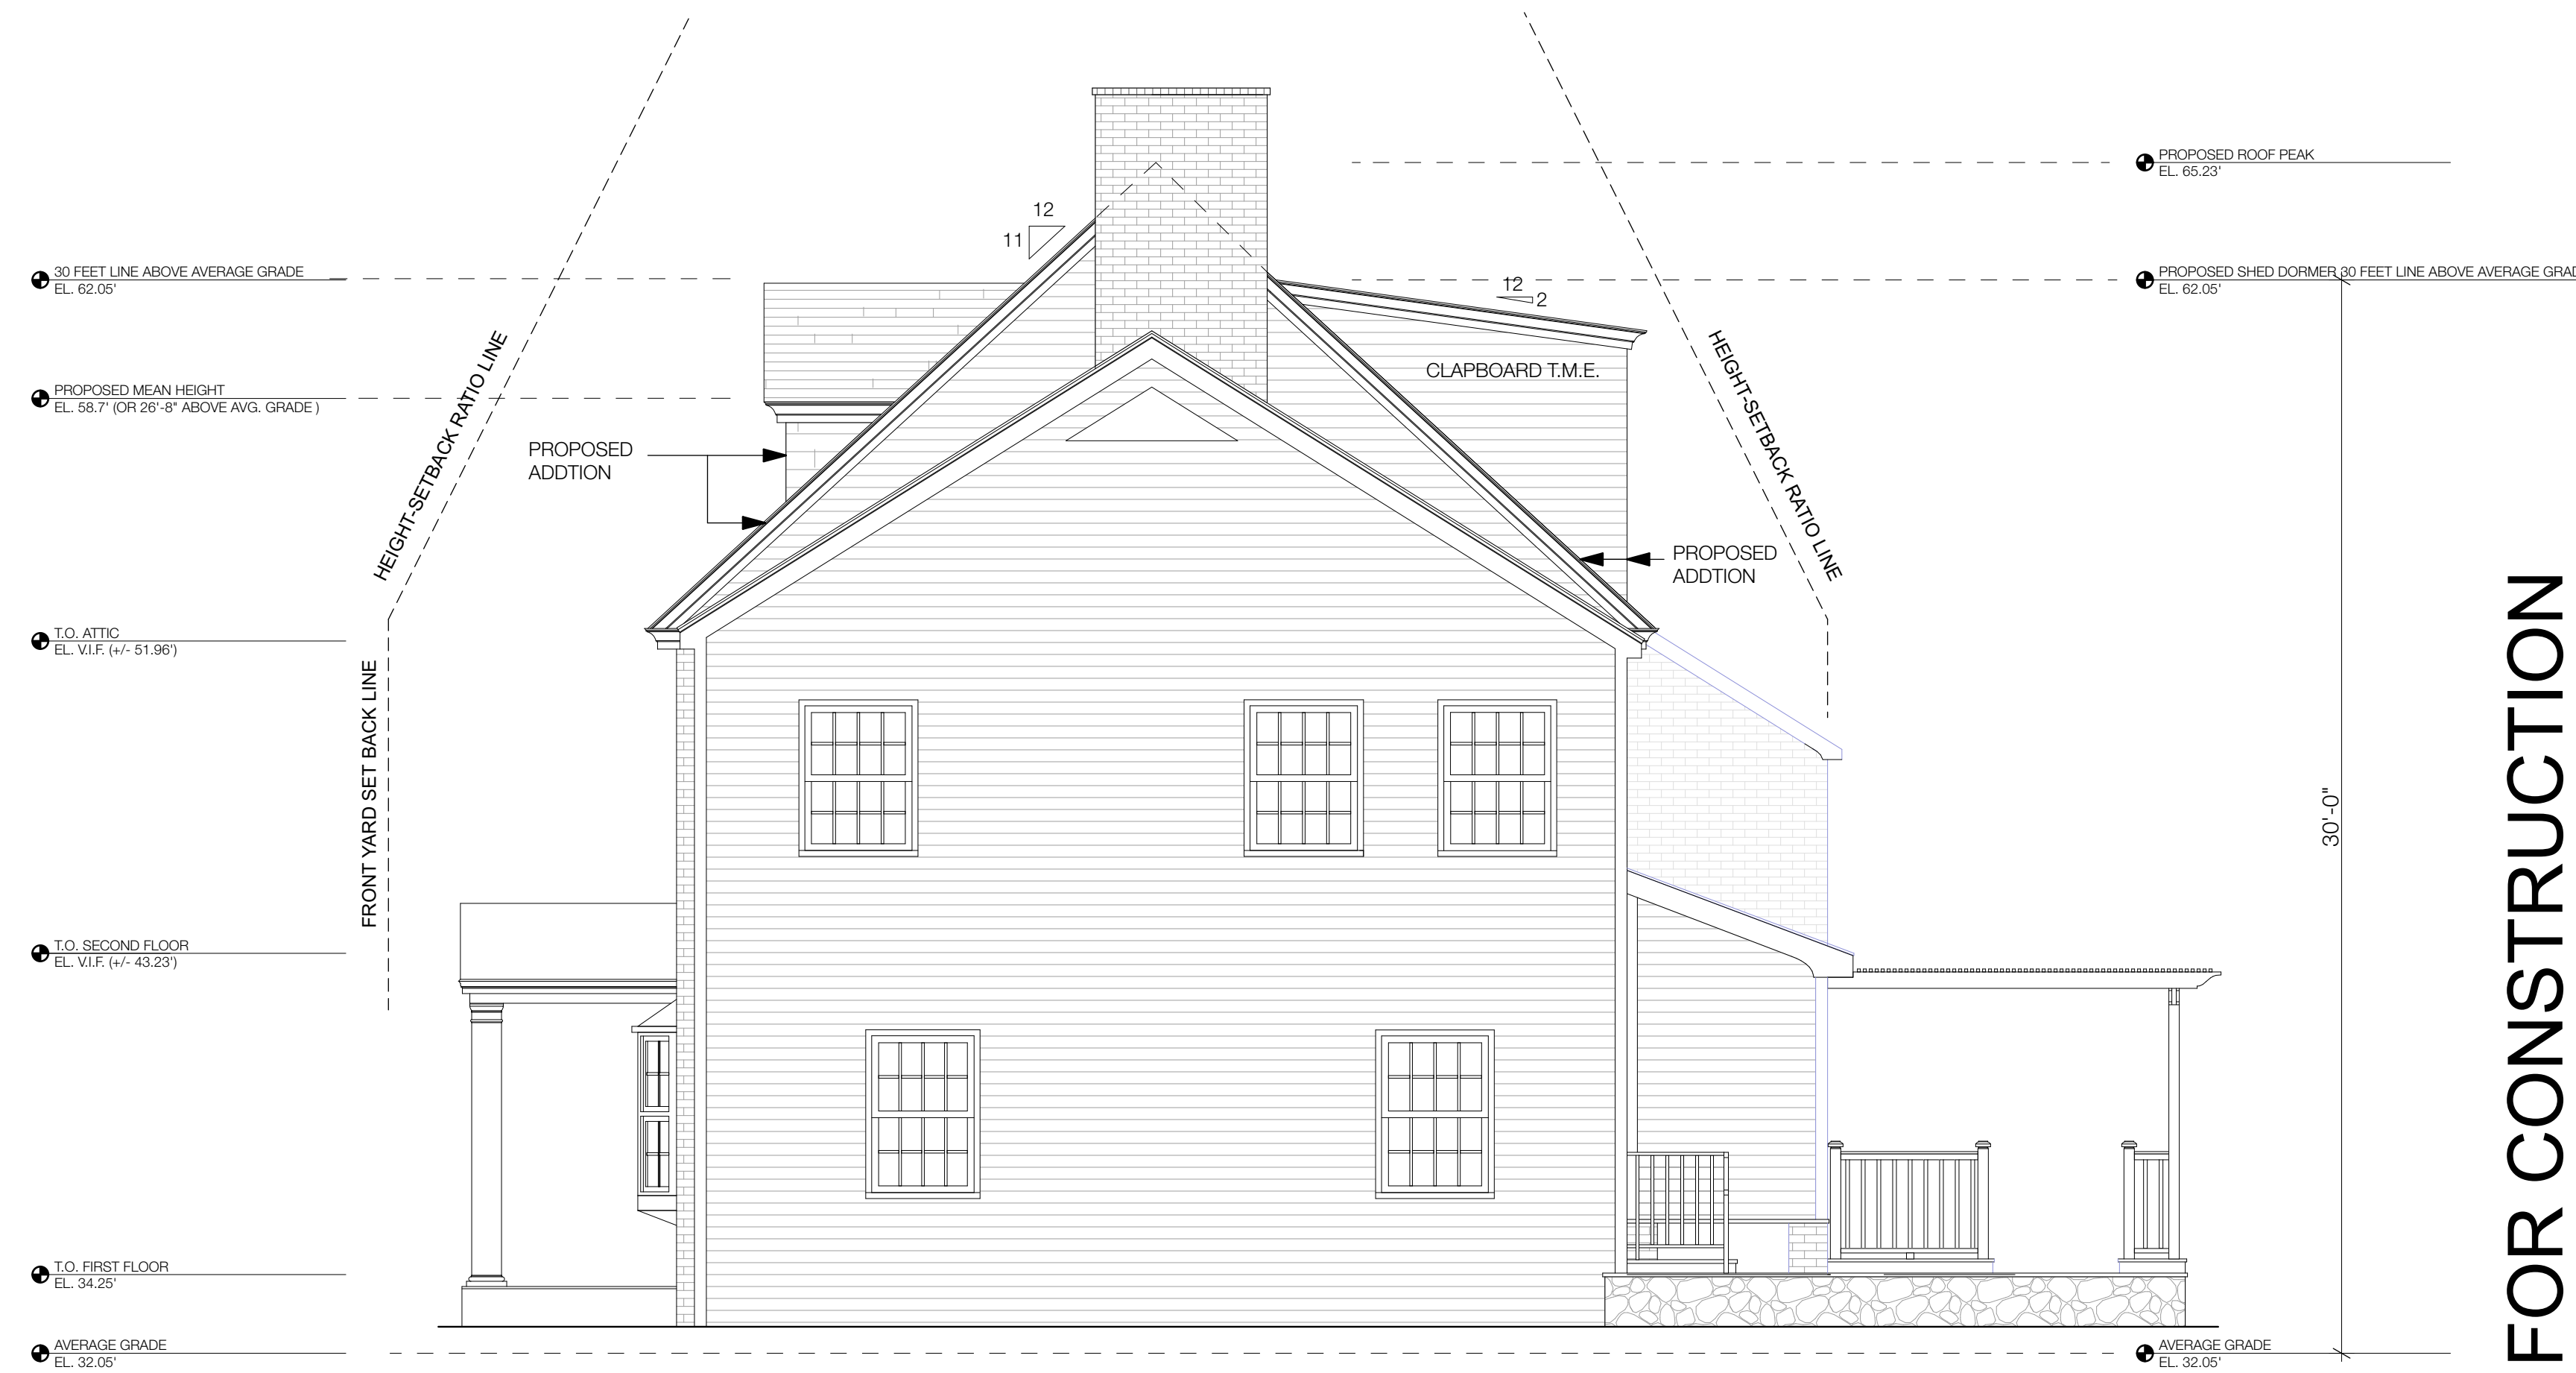 PROPOSED ROOF PEAK
EL. 65.23'
12
11
30 FEET LINE ABOVE AVERAGE GRADE
EL. 62.05'
PROPOSED SHED DORMER 30 FEET LINE ABOVE AVERAGE
EL. 62.05'
12
2
HEIGHT-SETBACK RATIO LINE
HEIGHT-SETBACK RATIO LINE
CLAPBOARD T.M.E.
PROPOSED MEAN HEIGHT
EL. 58.7' (OR 26'-8" ABOVE AVG. GRADE )
PROPOSED
ADDTION
PROPOSED
ADDTION
T.O. ATTIC
EL. V.I.F. (+/- 51.96')
FRONT YARD SET BACK LINE
30'-0"
FOR CONSTRUCTION
T.O. SECOND FLOOR
EL. V.I.F. (+/- 43.23')
T.O. FIRST FLOOR
EL. 34.25'
AVERAGE GRADE
EL. 32.05'
AVERAGE GRADE
EL. 32.05'